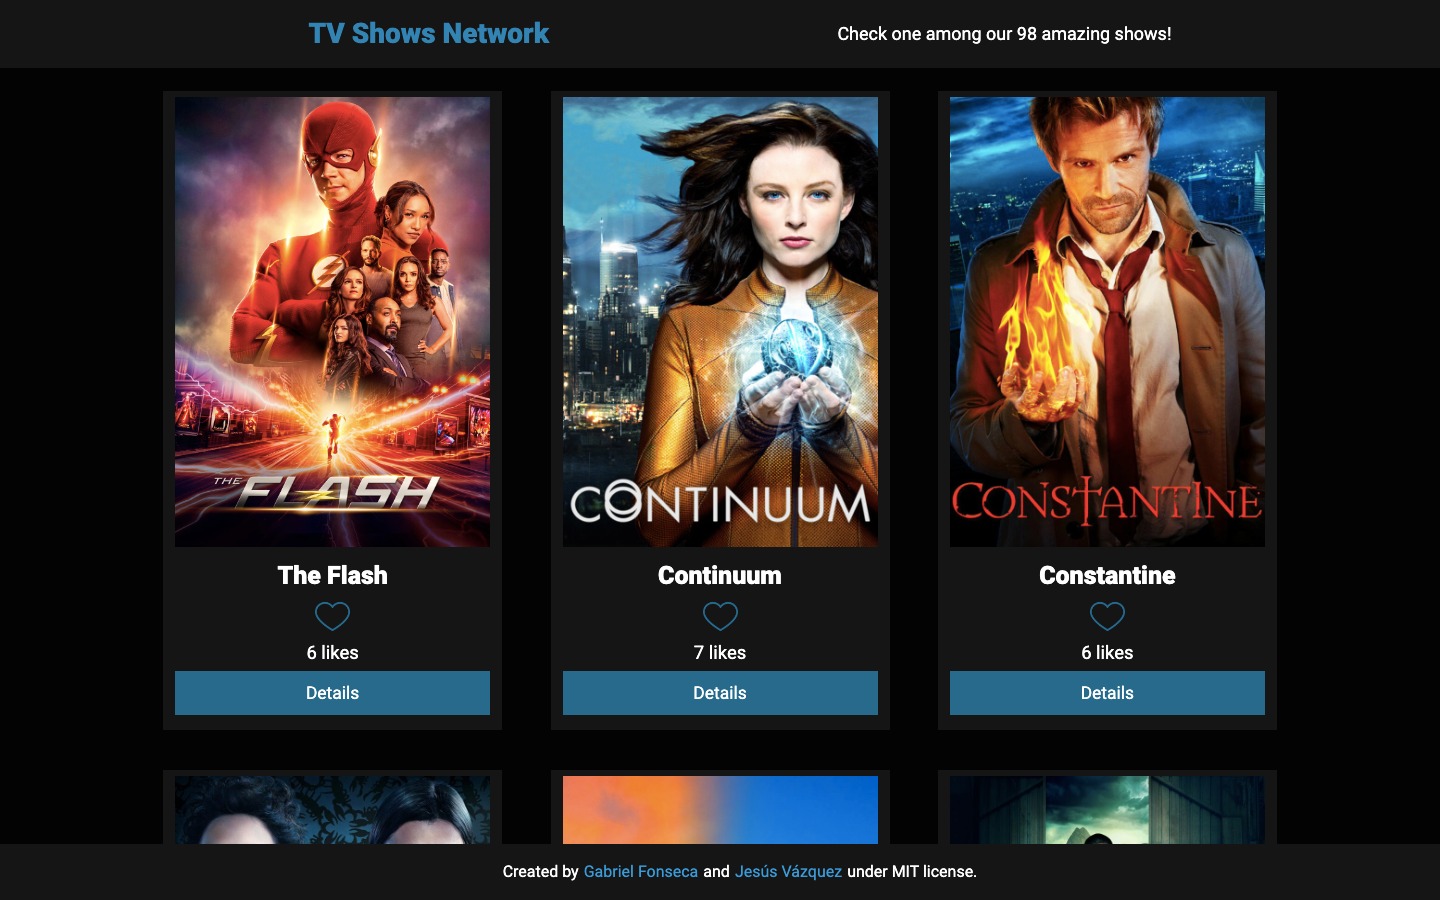 TV Shows Network
Check one among our 98 amazing shows!
THE FLASH
CONTINUUM
CONSTANTINE
The Flash
Continuum
Constantine
6 likes
7 likes
6 likes
Details
Details
Details
Created by Gabriel Fonseca and Jesús Vázquez under MIT license.